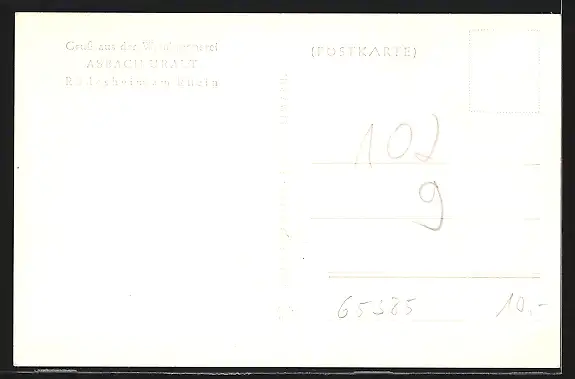 Gruß aus der Weinbrennerei
ASBACH URALT
Rüdesheim am Rhein
(POSTKARTE)
102
9
65385
10.-